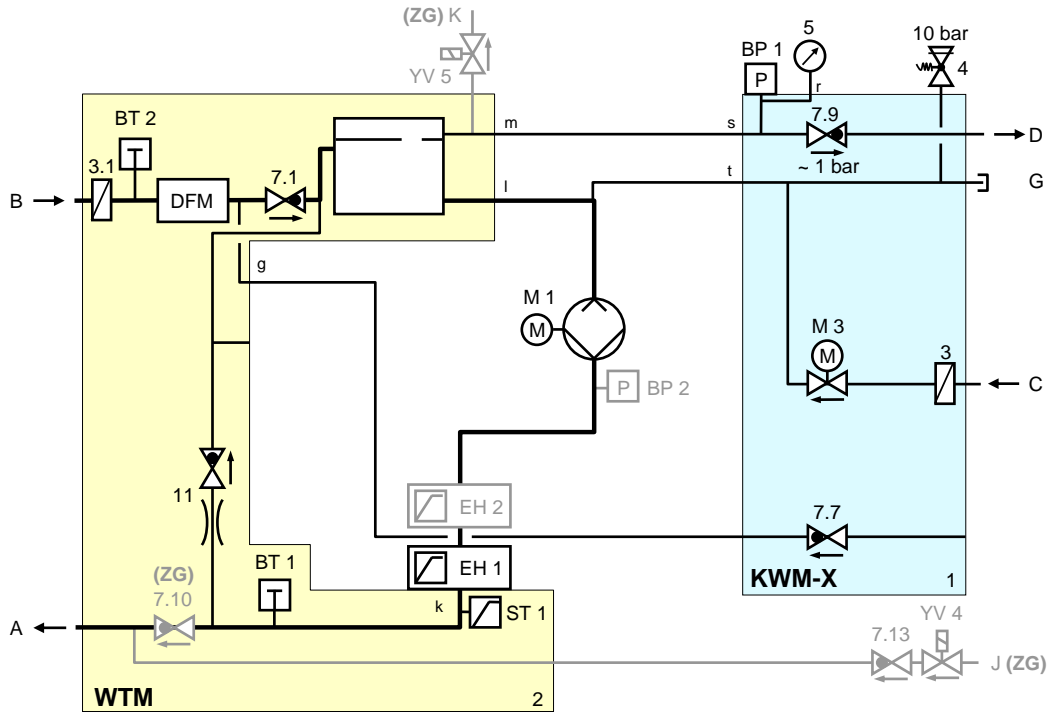 (ZG) K
5
10 bar
BP 1
P
4
YV 5
r
BT 2
m
s
7.9
D
3.1
7.1
~ 1 bar
B
DFM
l
t
G
g
M 1
M
M 3
M
3
C
P
BP 2
11
EH 2
7.7
(ZG)
7.10
BT 1
EH 1
KWM-X
1
k
ST 1
A
YV 4
7.13
J (ZG)
WTM
2